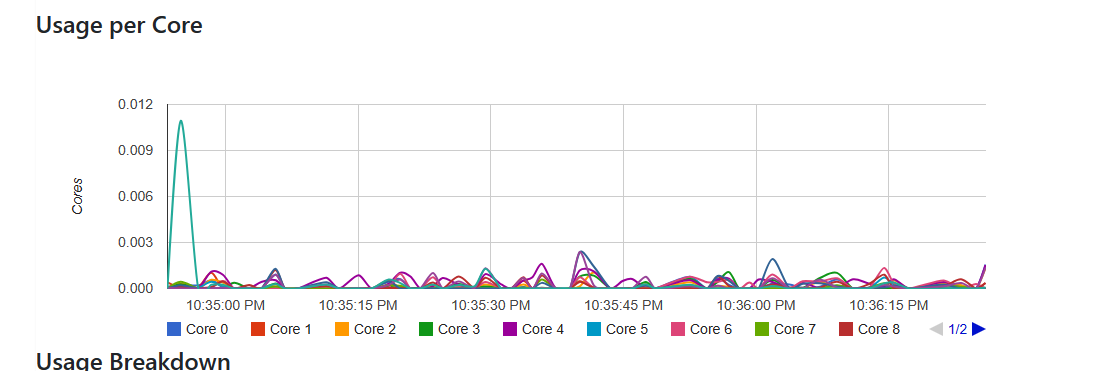 Usage per Core
0.012
0.009
0.006
0.003
0.000
Cores
10:35:00 PM 10:35:15 PM 10:35:30 PM 10:35:45 PM 10:36:00 PM 10:36:15 PM
Core 0 Core 1 Core 2 Core 3 Core 4 Core 5 Core 6 Core 7 Core 8 1/2
Usage Breakdown